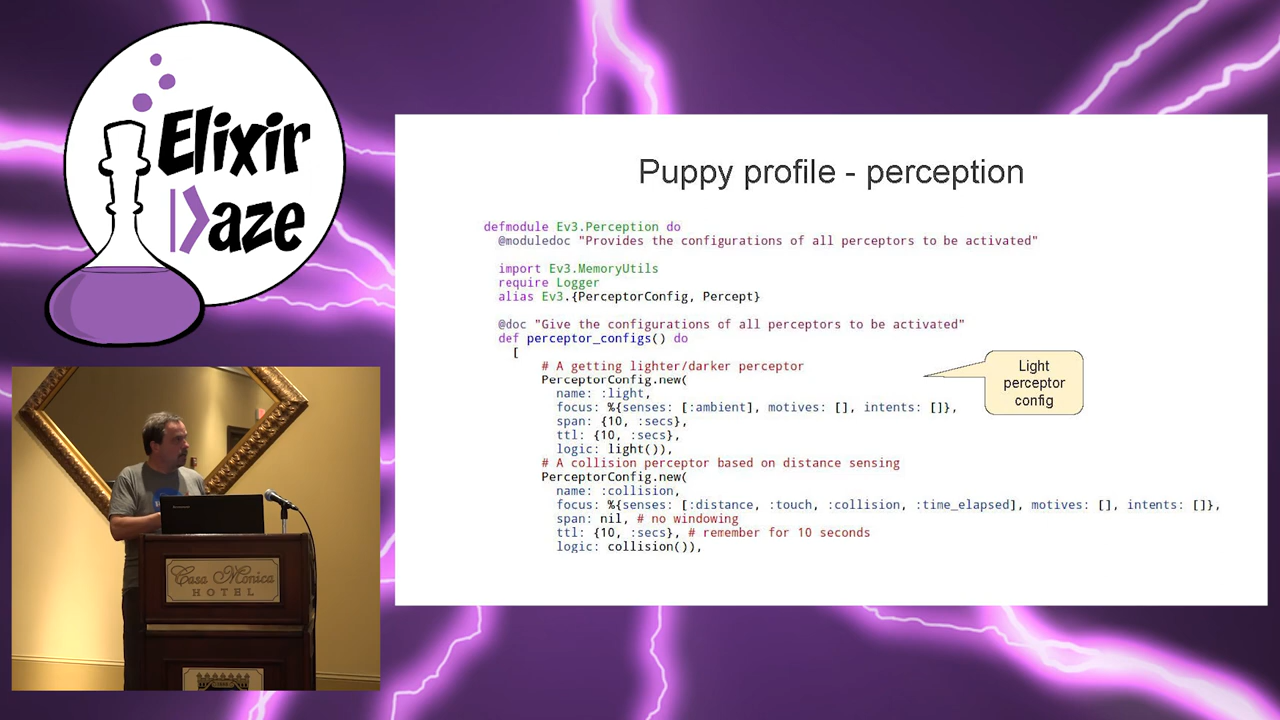 Elixir
|>aze
Puppy profile - perception
defmodule Ev3.Perception do
@moduledoc "Provides the configurations of all perceptors to be activated"
import Ev3.MemoryUtils
require Logger
alias Ev3.{PerceptorConfig, Percept}
@doc "Give the configurations of all perceptors to be activated"
def perceptor_configs() do
[
# A getting lighter/darker perceptor
PerceptorConfig.new(
name: :light,
focus: %{senses: [:ambient], motives: [], intents: []},
span: {10, :secs},
ttl: {10, :secs},
logic: light()),
# A collision perceptor based on distance sensing
PerceptorConfig.new(
name: :collision,
focus: %{senses: [:distance, :touch, :collision, :time_elapsed], motives: [], intents: []},
span: nil, # no windowing
ttl: {10, :secs}, # remember for 10 seconds
logic: collision()),
Light
perceptor
config
Casa Monica
HOTEL